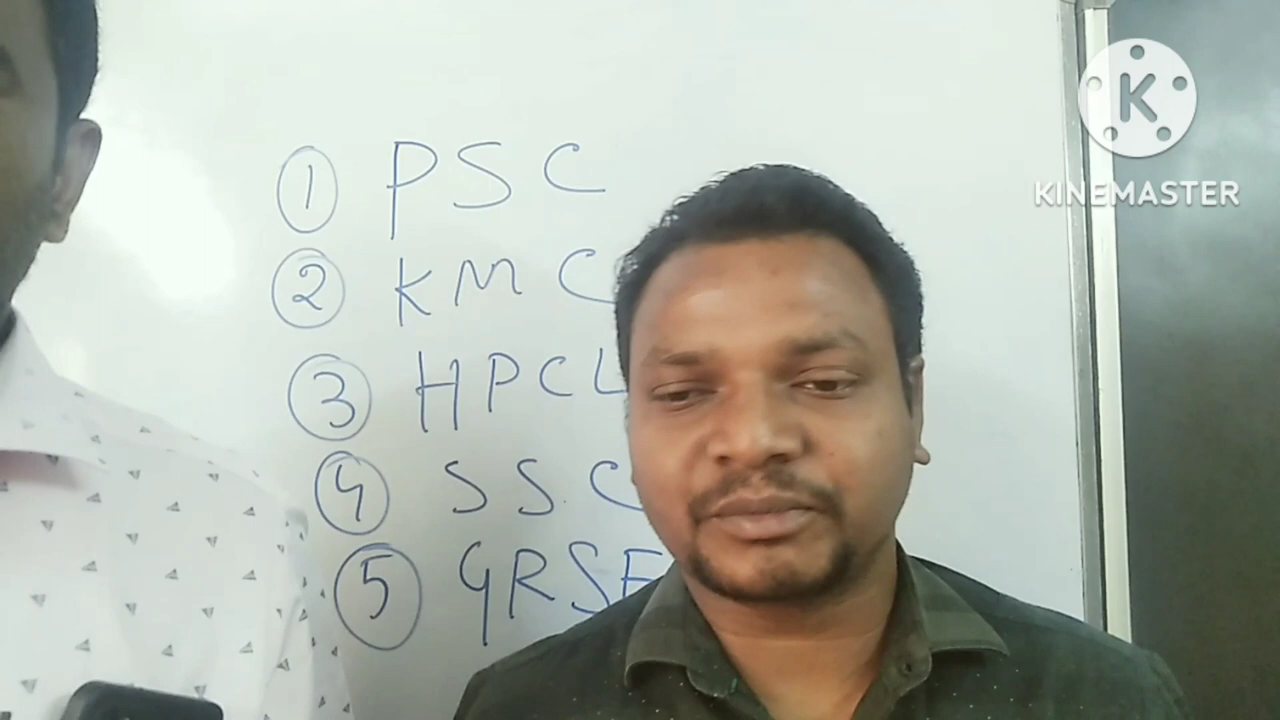 ① PSC
② KMC
③ HPCL
④ SSC
⑤ GRSE
KINEMASTER